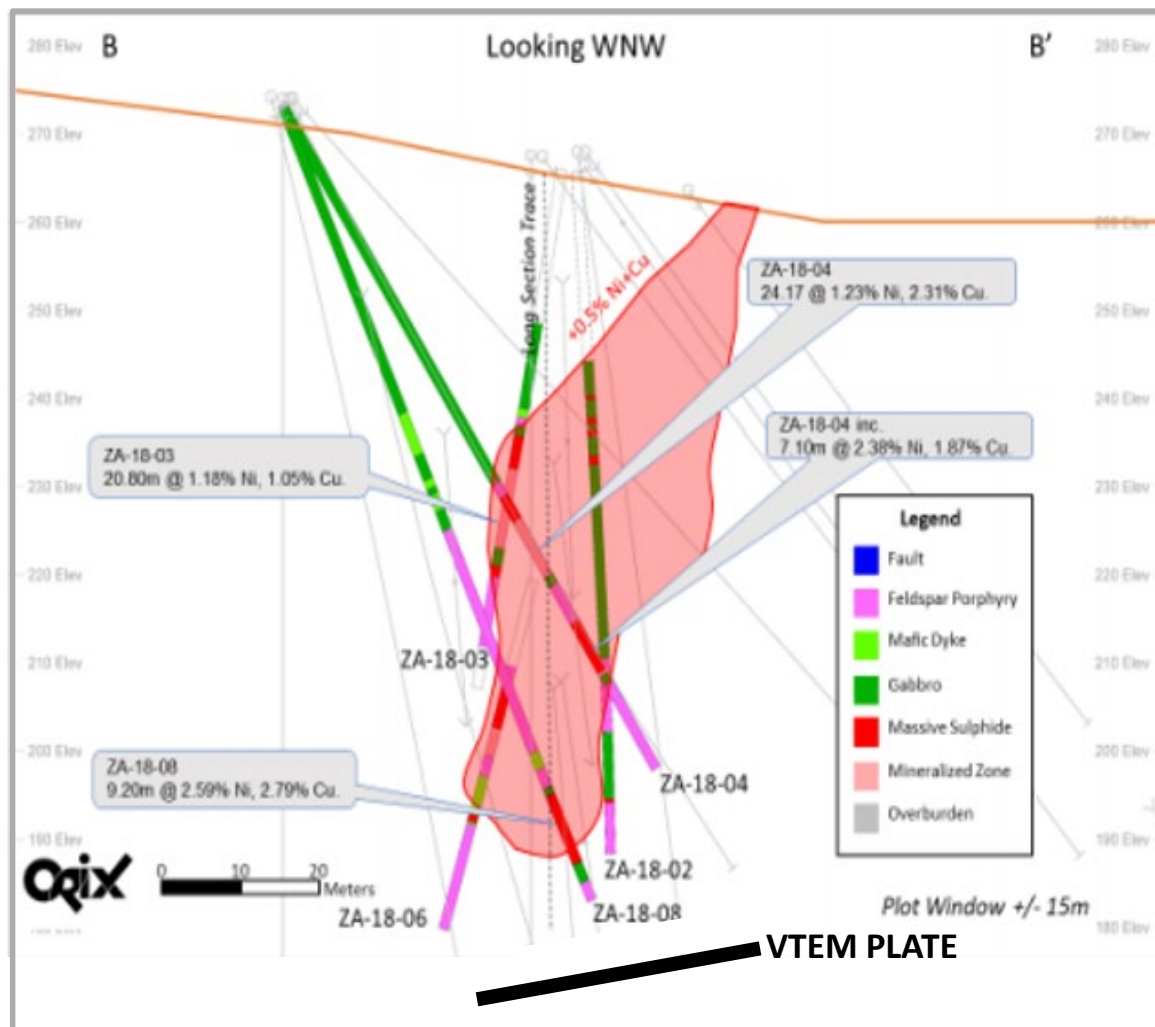 B
Looking WNW
B'
280 Elev
280 Elev
270 Elev
270 Elev
260 Elev
260 Elev
250 Elev
250 Elev
240 Elev
240 Elev
230 Elev
230 Elev
220 Elev
220 Elev
210 Elev
210 Elev
200 Elev
200 Elev
190 Elev
190 Elev
180 Elev
Long Section Trace
+0.5% Ni+Cu
ZA-18-04
24.17 @ 1.23% Ni, 2.31% Cu.
ZA-18-04 inc.
7.10m @ 2.38% Ni, 1.87% Cu.
ZA-18-03
20.80m @ 1.18% Ni, 1.05% Cu.
ZA-18-08
9.20m @ 2.59% Ni, 2.79% Cu.
Legend
Fault
Feldspar Porphyry
Mafic Dyke
Gabbro
Massive Sulphide
Mineralized Zone
Overburden
ZA-18-03
ZA-18-04
ZA-18-02
ZA-18-08
ZA-18-06
Orix
0 10 20
Meters
Plot Window +/- 15m
VTEM PLATE